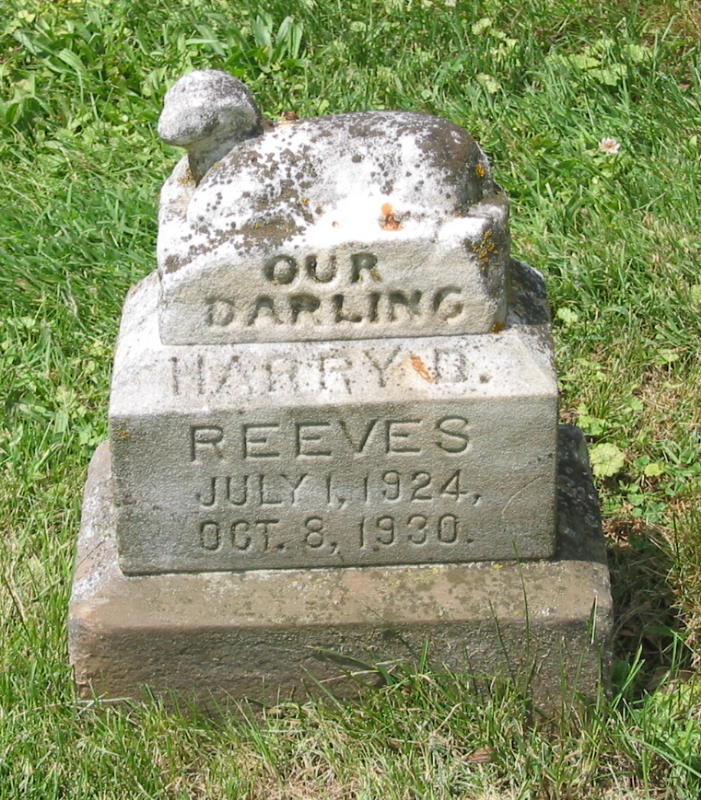 OUR
DARLING
HARRY D.
REEVES
JULY 1, 1924,
OCT. 8, 1930.